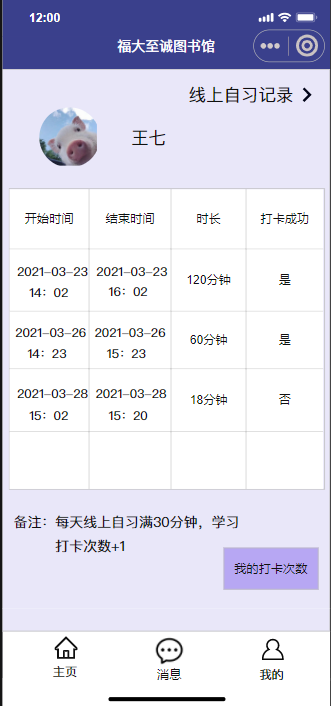 12:00
福大至诚图书馆
线上自习记录
王七
开始时间 结束时间 时长 打卡成功
2021-03-23 2021-03-23 120分钟 是
14：02 16：02
2021-03-26 2021-03-26 60分钟 是
14：23 15：23
2021-03-28 2021-03-28 18分钟 否
15：02 15：20
备注：每天线上自习满30分钟，学习
打卡次数+1
我的打卡次数
主页 消息 我的